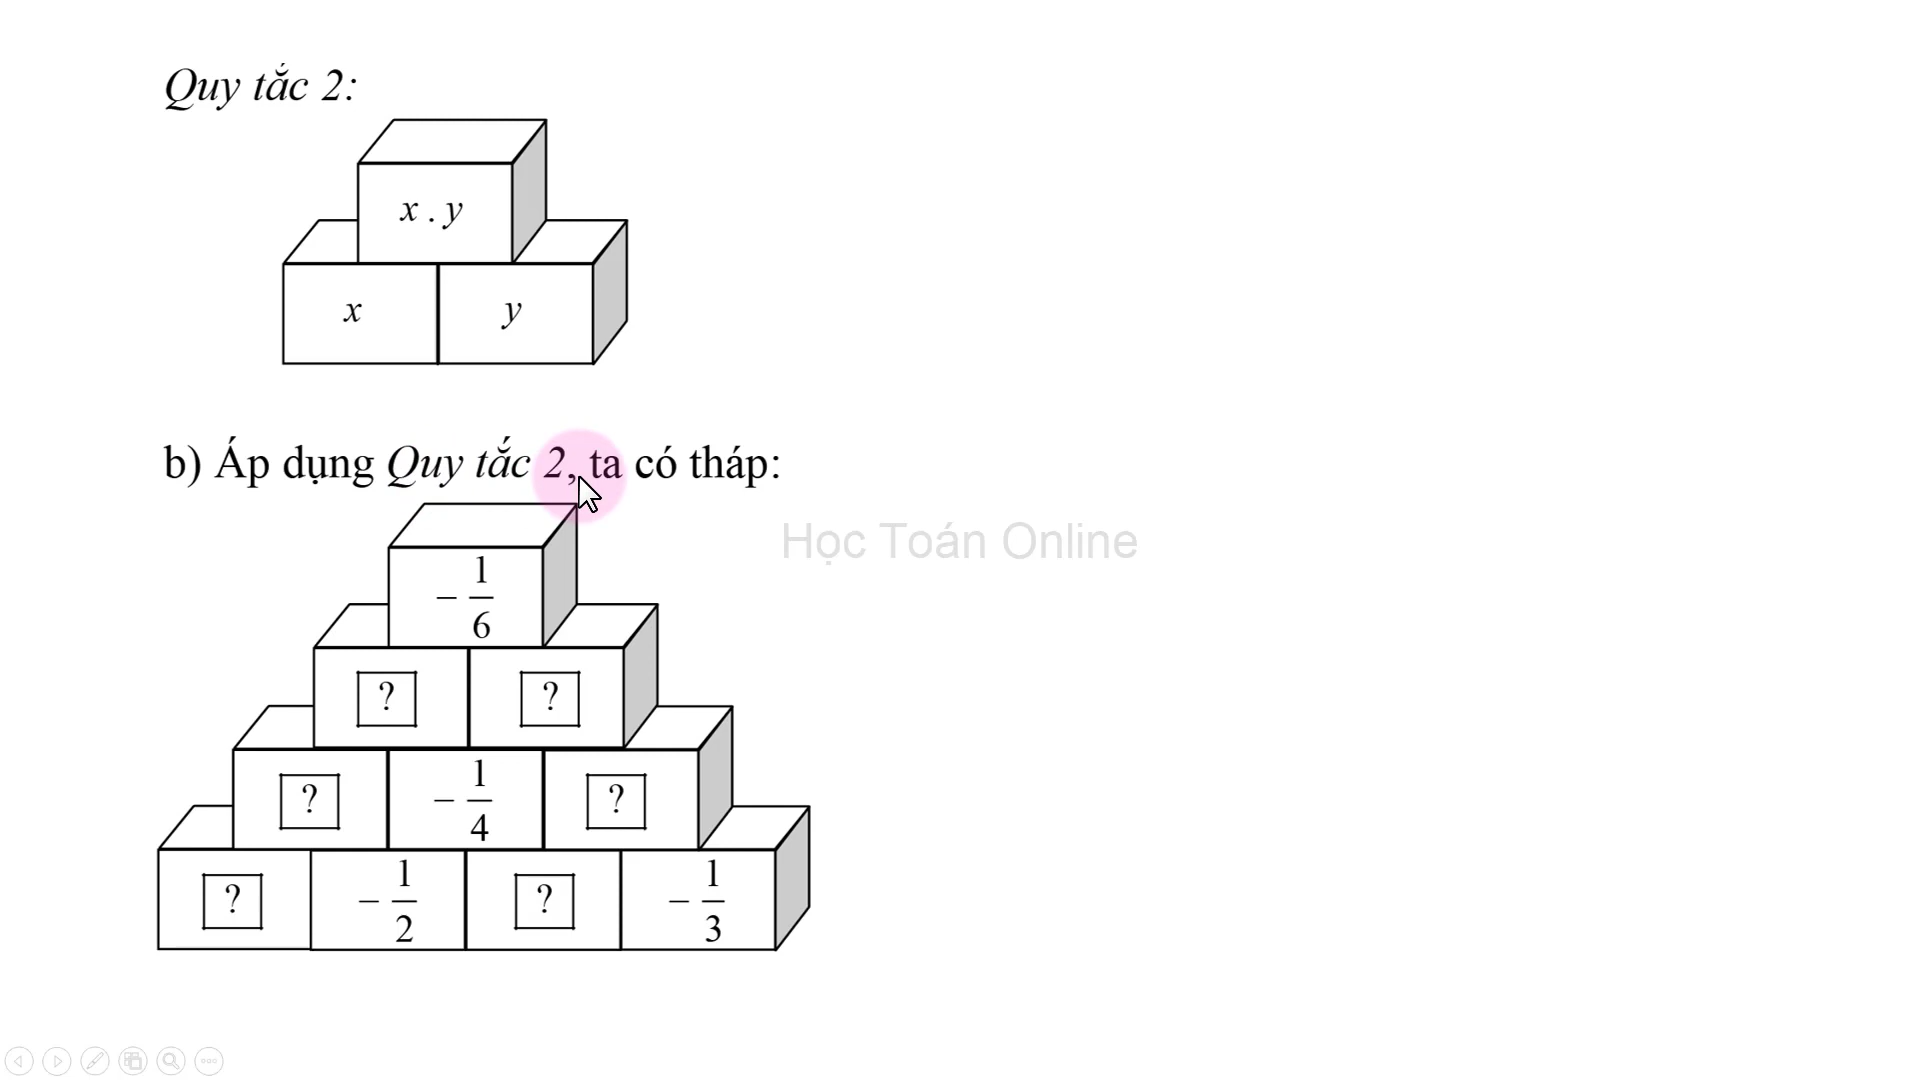 Quy tắc 2:
x . y
x y
b) Áp dụng Quy tắc 2, ta có tháp:
Học Toán Online
- 1/6
? ?
? - 1/4 ?
? - 1/2 ? - 1/3